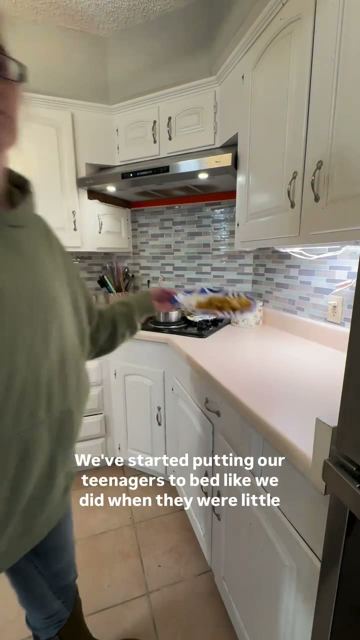 We've started putting our
teenagers to bed like we
did when they were little